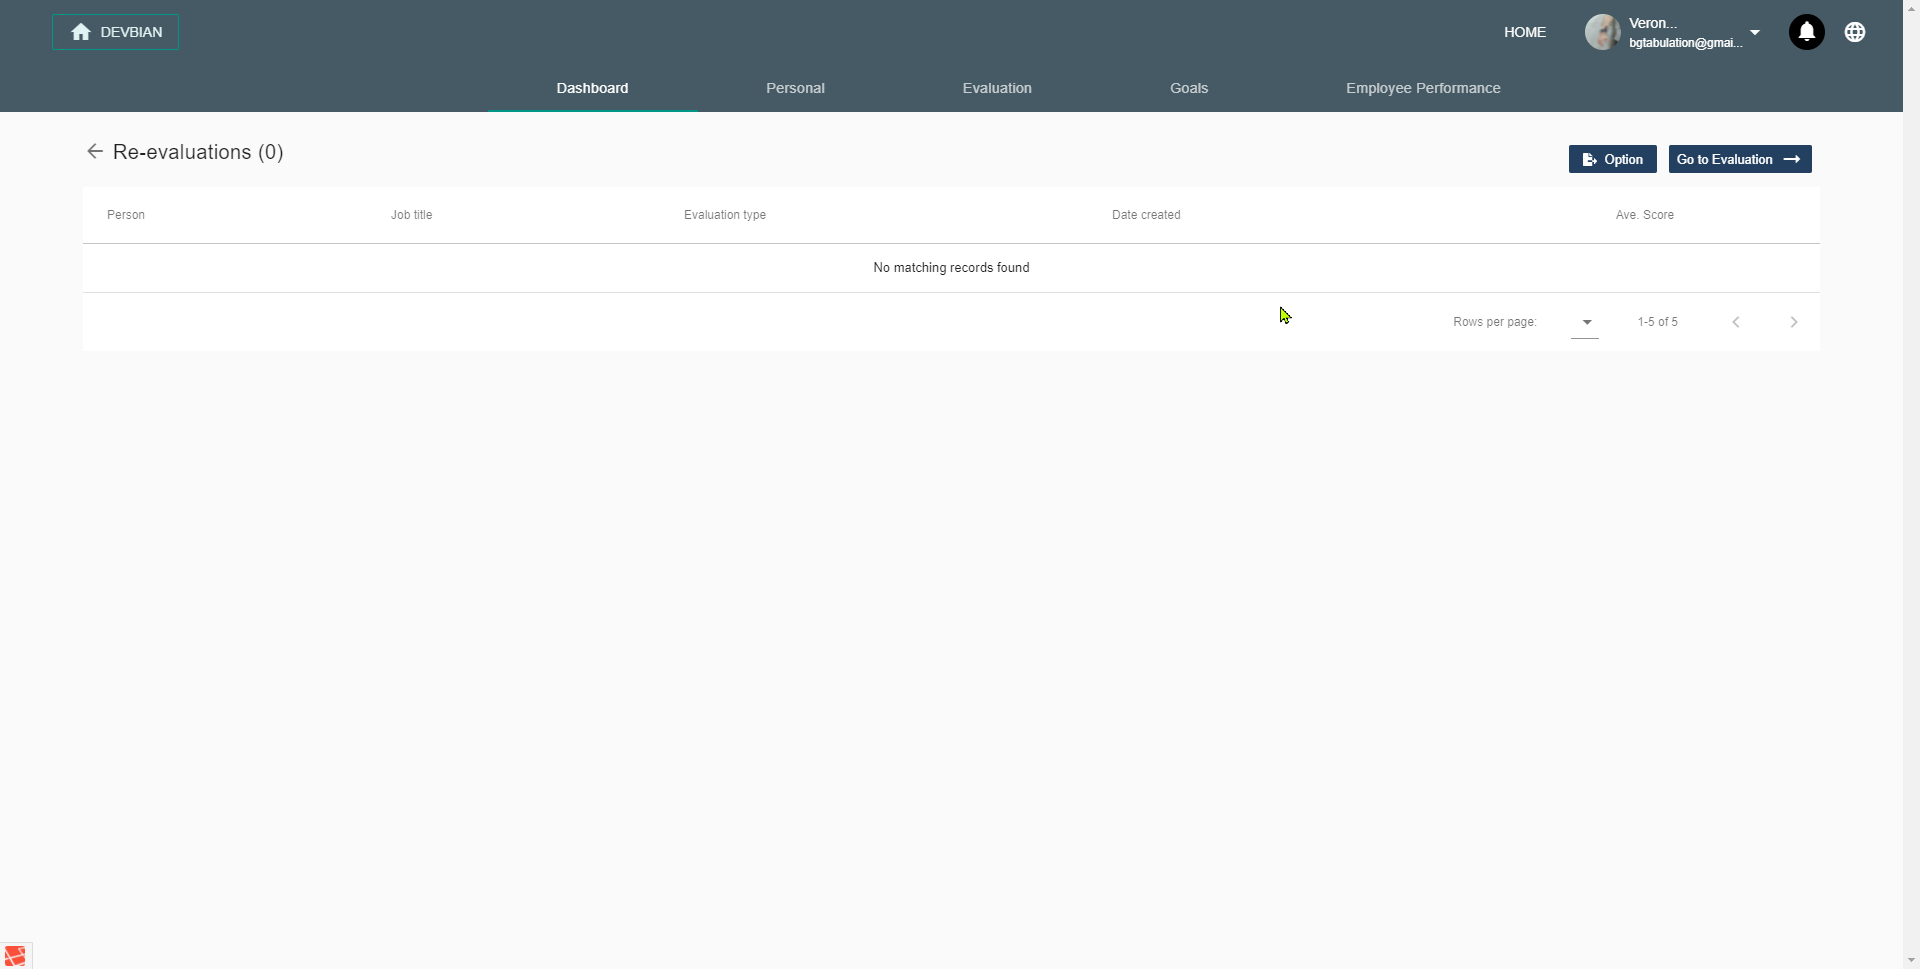 DEVBIAN
HOME
Veron...
bgtabulation@gmai...
Dashboard
Personal
Evaluation
Goals
Employee Performance
Re-evaluations (0)
Option
Go to Evaluation
Person
Job title
Evaluation type
Date created
Ave. Score
No matching records found
Rows per page:
1-5 of 5